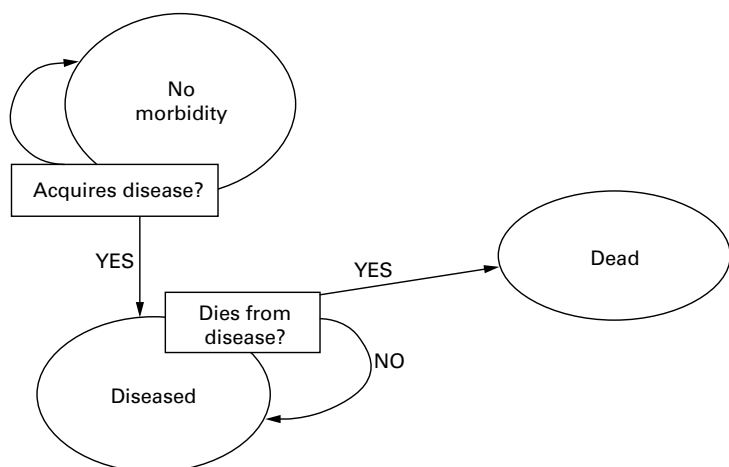 No
morbidity
Acquires disease?
YES
YES
Dead
Dies from
disease?
NO
Diseased